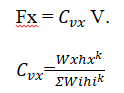 Fx = Cᵥₓ V.
Cᵥₓ=Wxhxᵏ/ΣWihiᵏ